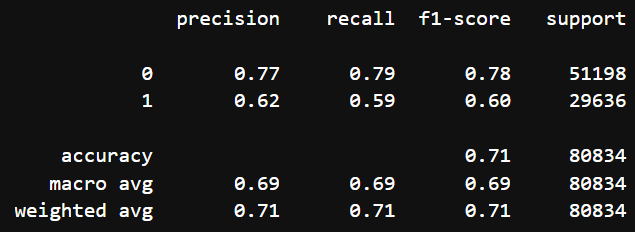 precision recall f1-score support
0 0.77 0.79 0.78 51198
1 0.62 0.59 0.60 29636
accuracy 0.71 80834
macro avg 0.69 0.69 0.69 80834
weighted avg 0.71 0.71 0.71 80834